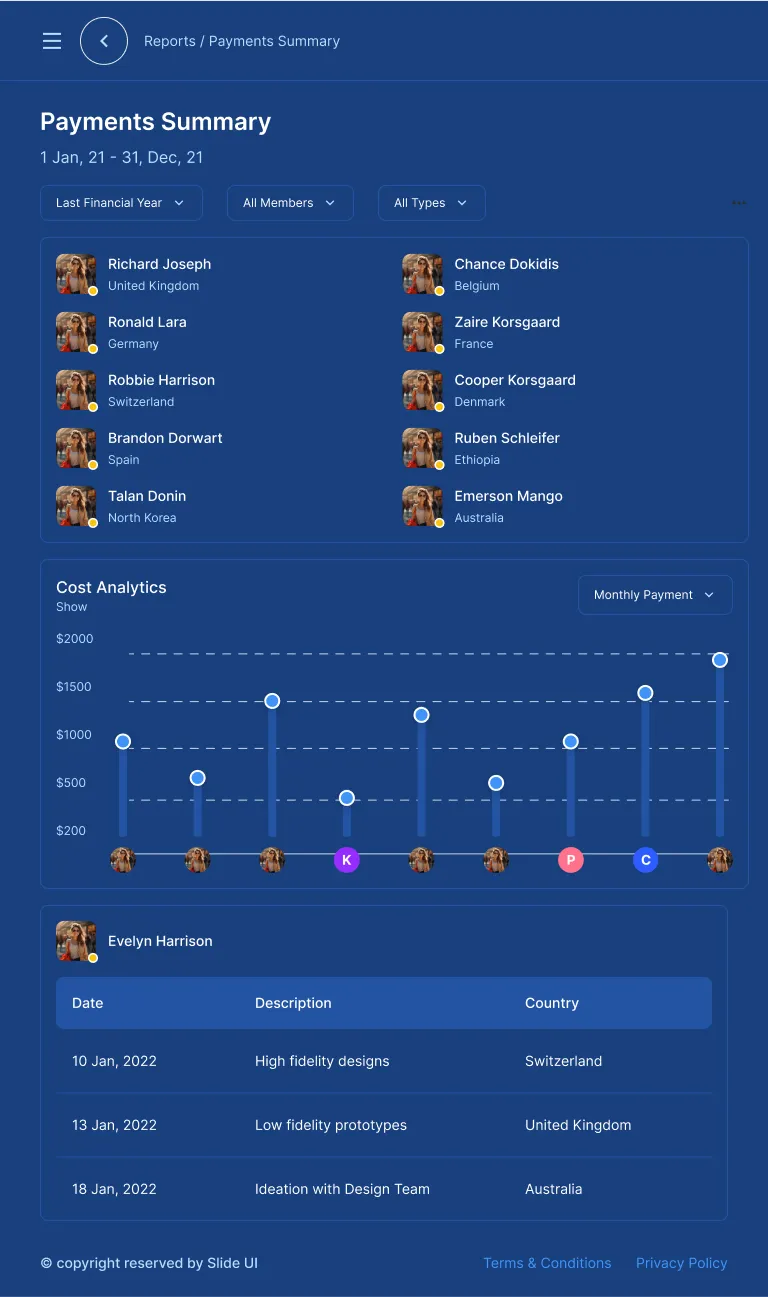 Reports / Payments Summary
Payments Summary
1 Jan, 21 - 31, Dec, 21
Last Financial Year
All Members
All Types
Richard Joseph
United Kingdom
Chance Dokidis
Belgium
Ronald Lara
Germany
Zaire Korsgaard
France
Robbie Harrison
Switzerland
Cooper Korsgaard
Denmark
Brandon Dorwart
Spain
Ruben Schleifer
Ethiopia
Talan Donin
North Korea
Emerson Mango
Australia
Cost Analytics
Show
Monthly Payment
$2000
$1500
$1000
$500
$200
K
P
C
Evelyn Harrison
Date Description Country
10 Jan, 2022 High fidelity designs Switzerland
13 Jan, 2022 Low fidelity prototypes United Kingdom
18 Jan, 2022 Ideation with Design Team Australia
© copyright reserved by Slide UI
Terms & Conditions Privacy Policy